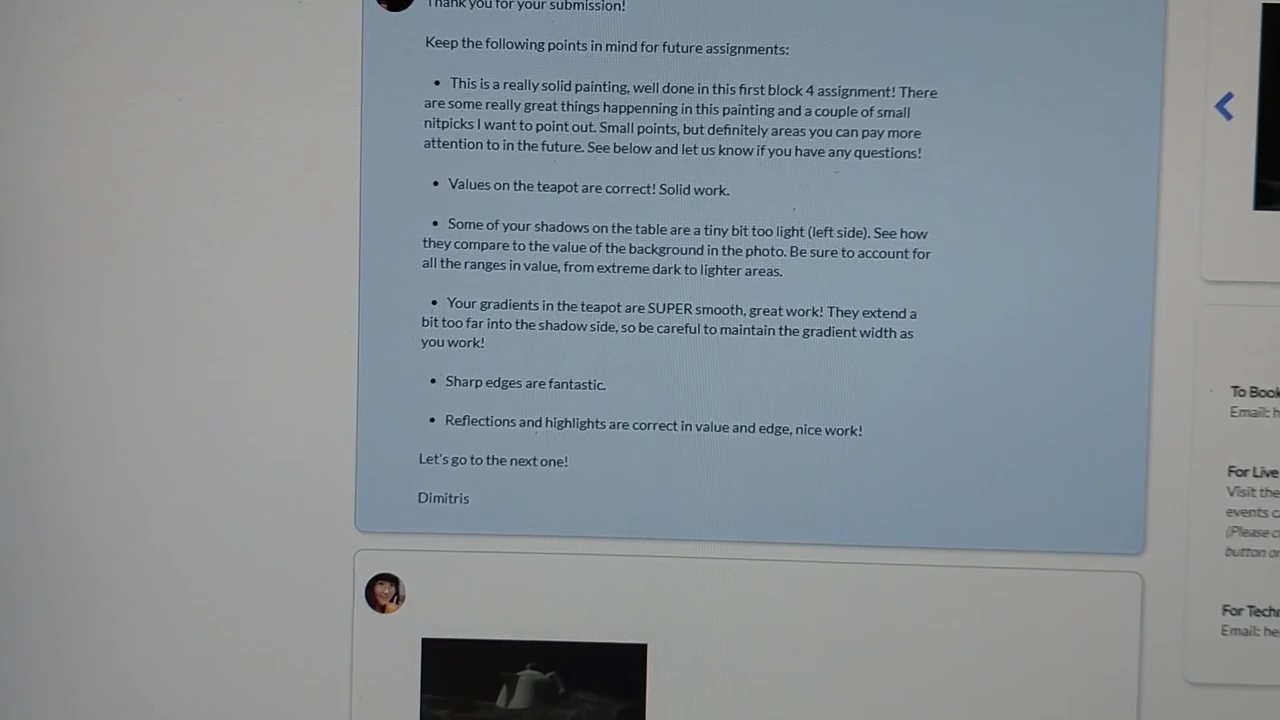 Thank you for your submission!
Keep the following points in mind for future assignments:
• This is a really solid painting, well done in this first block 4 assignment! There
are some really great things happenning in this painting and a couple of small
nitpicks I want to point out. Small points, but definitely areas you can pay more
attention to in the future. See below and let us know if you have any questions!
• Values on the teapot are correct! Solid work.
• Some of your shadows on the table are a tiny bit too light (left side). See how
they compare to the value of the background in the photo. Be sure to account for
all the ranges in value, from extreme dark to lighter areas.
• Your gradients in the teapot are SUPER smooth, great work! They extend a
bit too far into the shadow side, so be careful to maintain the gradient width as
you work!
• Sharp edges are fantastic.
• Reflections and highlights are correct in value and edge, nice work!
Let's go to the next one!
Dimitris
To Book
Email:
For Live
Visit the
events
(Please
button
For
Email: